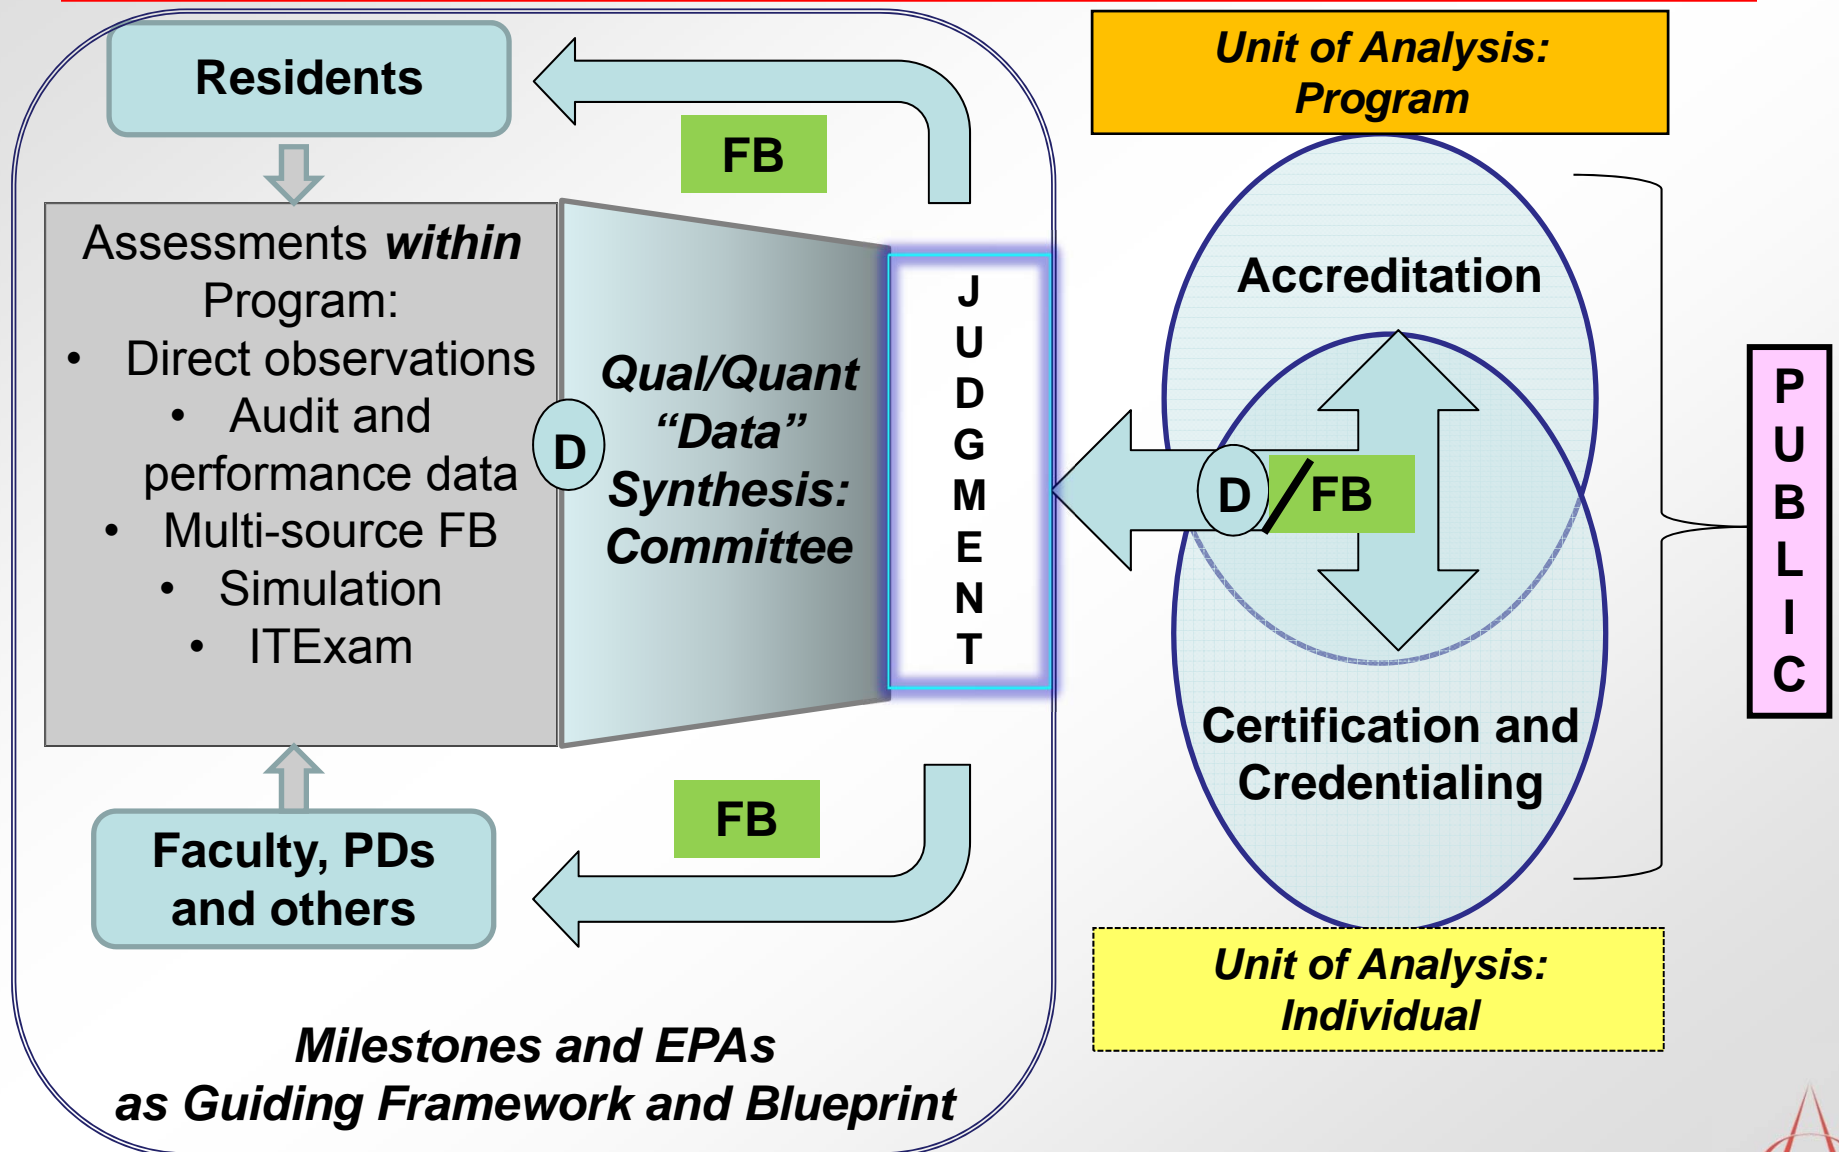 Residents
FB
Assessments within
Program:
• Direct observations
• Audit and
performance data
• Multi-source FB
• Simulation
• ITExam
D
Qual/Quant
“Data”
Synthesis:
Committee
JUDGMENT
FB
Faculty, PDs
and others
Milestones and EPAs
as Guiding Framework and Blueprint
Unit of Analysis:
Program
Accreditation
D/FB
Certification and
Credentialing
Unit of Analysis:
Individual
PUBLIC